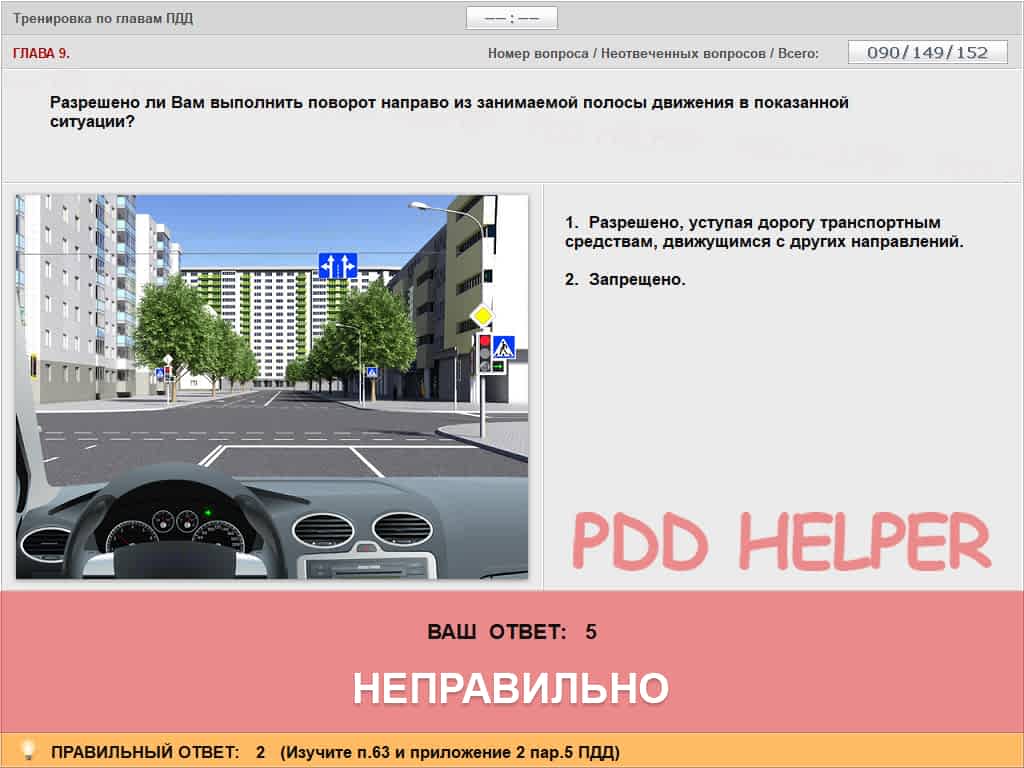 Тренировка по главам ПДД
—— : ——
ГЛАВА 9.
Номер вопроса / Неотвеченных вопросов / Всего:
090/149/152
Разрешено ли Вам выполнить поворот направо из занимаемой полосы движения в показанной
ситуации?
1. Разрешено, уступая дорогу транспортным
средствам, движущимся с других направлений.
2. Запрещено.
PDD HELPER
ВАШ ОТВЕТ: 5
НЕПРАВИЛЬНО
ПРАВИЛЬНЫЙ ОТВЕТ: 2 (Изучите п.63 и приложение 2 пар.5 ПДД)